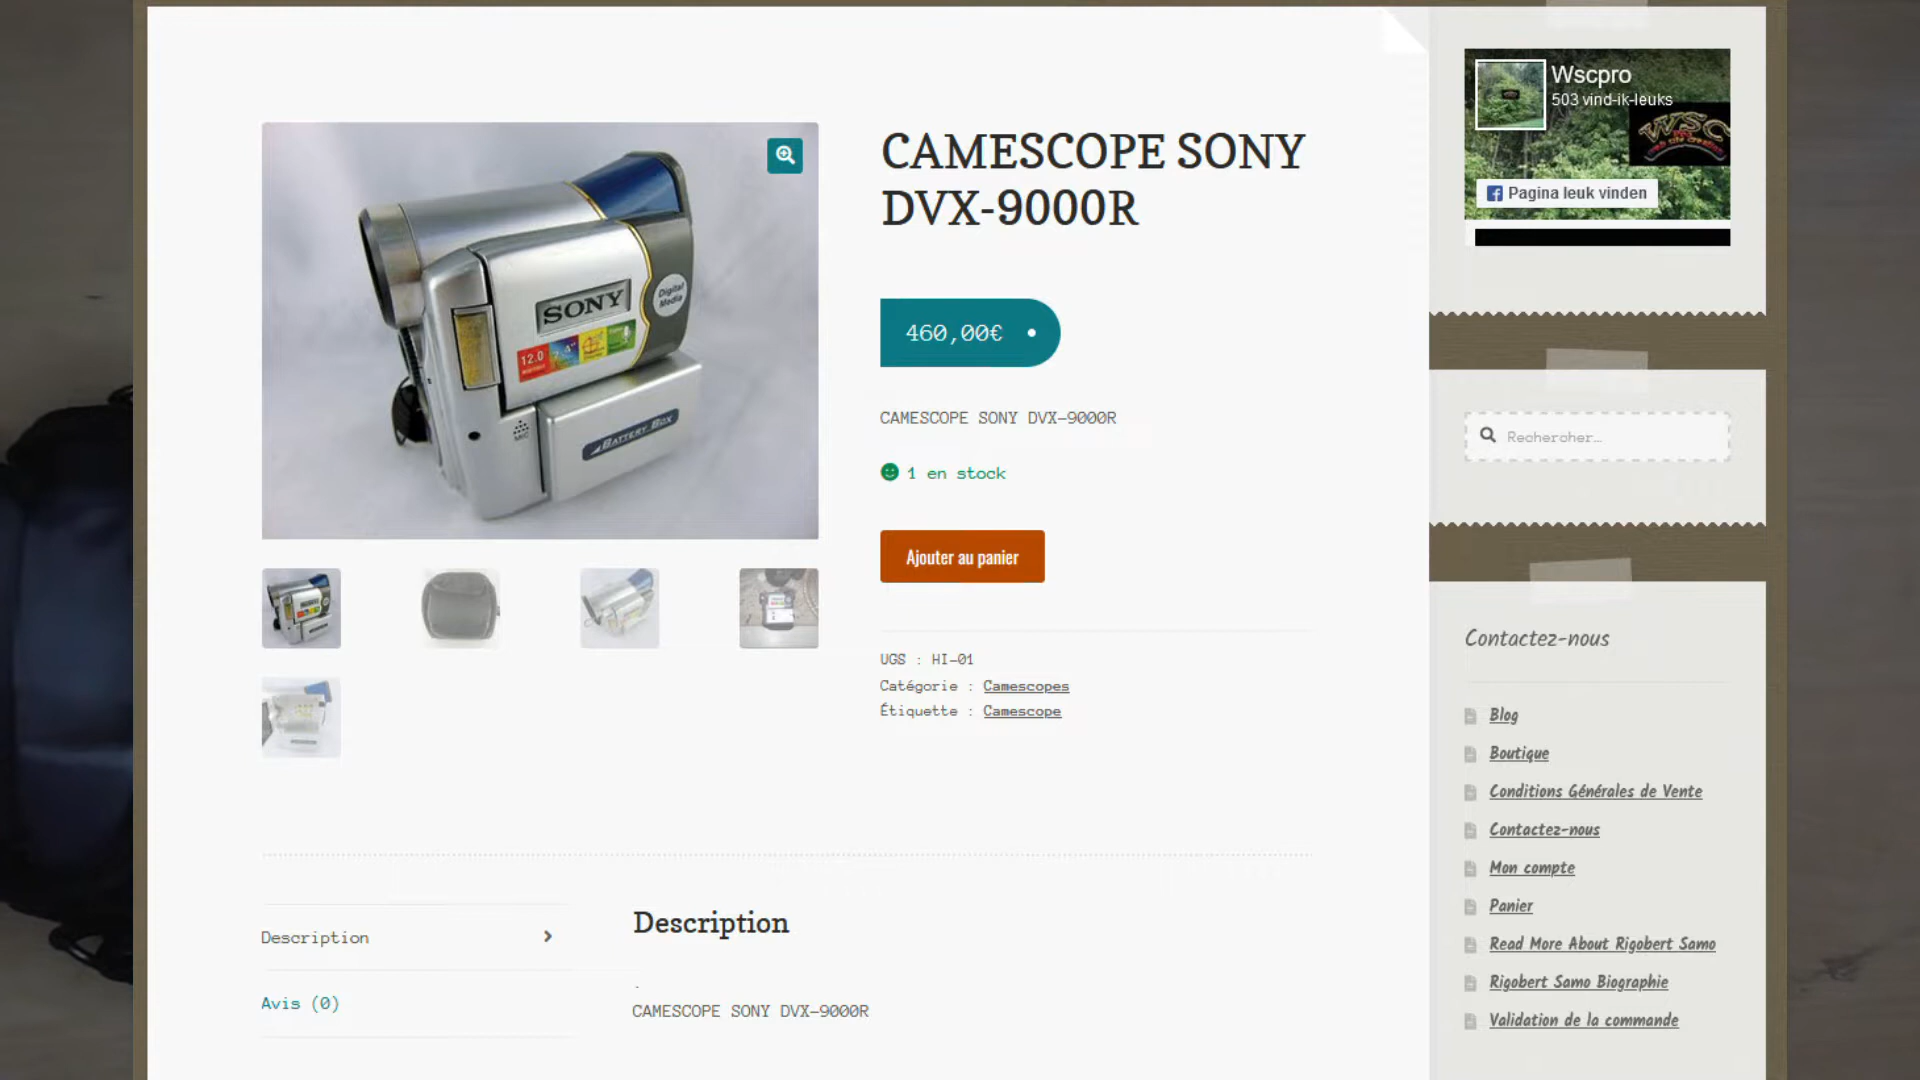 SONY
Digital
Media
12.0
BATTERY BOX
MIC
CAMESCOPE SONY
DVX-9000R
460,00€
CAMESCOPE SONY DVX-9000R
1 en stock
Ajouter au panier
UGS : HI-01
Catégorie : Camescopes
Étiquette : Camescope
Description
Avis (0)
Description
.
CAMESCOPE SONY DVX-9000R
Wscpro
503 vind-ik-leuks
WSC
Pagina leuk vinden
Rechercher…
Contactez-nous
Blog
Boutique
Conditions Générales de Vente
Contactez-nous
Mon compte
Panier
Read More About Rigobert Samo
Rigobert Samo Biographie
Validation de la commande